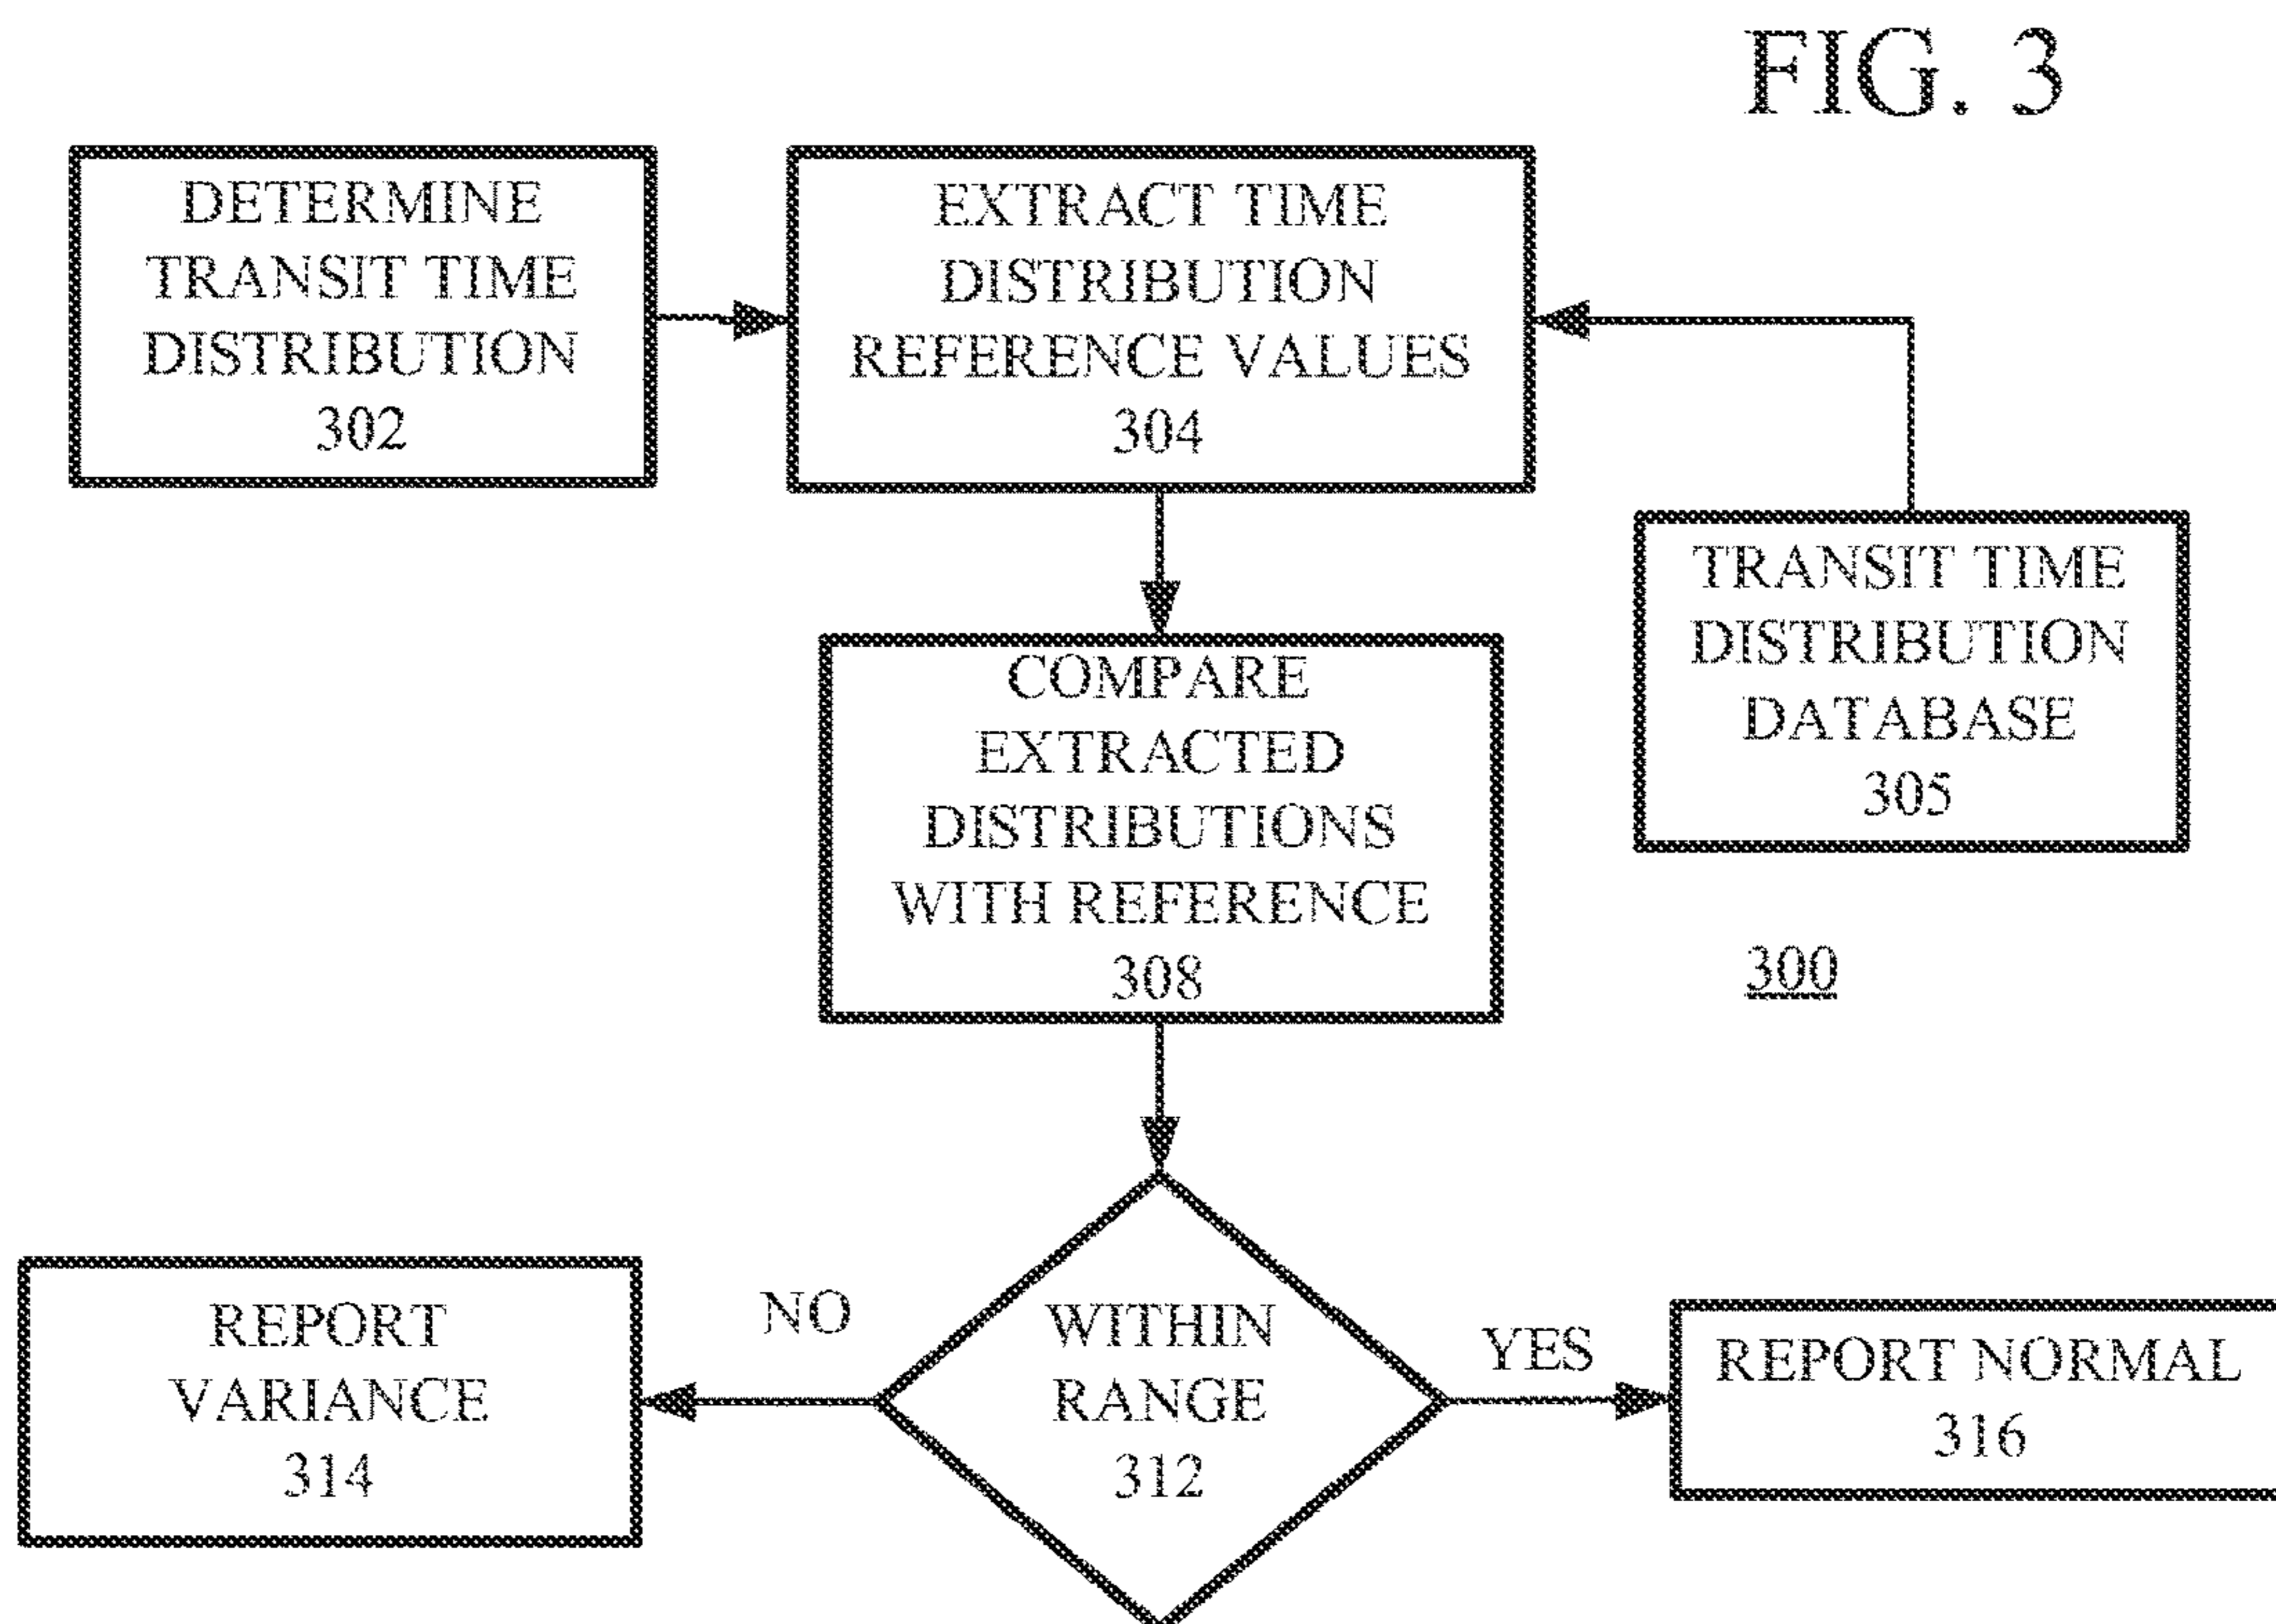 FIG. 3
DETERMINE
TRANSIT TIME
DISTRIBUTION
302
EXTRACT TIME
DISTRIBUTION
REFERENCE VALUES
304
TRANSIT TIME
DISTRIBUTION
DATABASE
305
COMPARE
EXTRACTED
DISTRIBUTIONS
WITH REFERENCE
308
300
NO
WITHIN
RANGE
312
YES
REPORT
VARIANCE
314
REPORT NORMAL
316